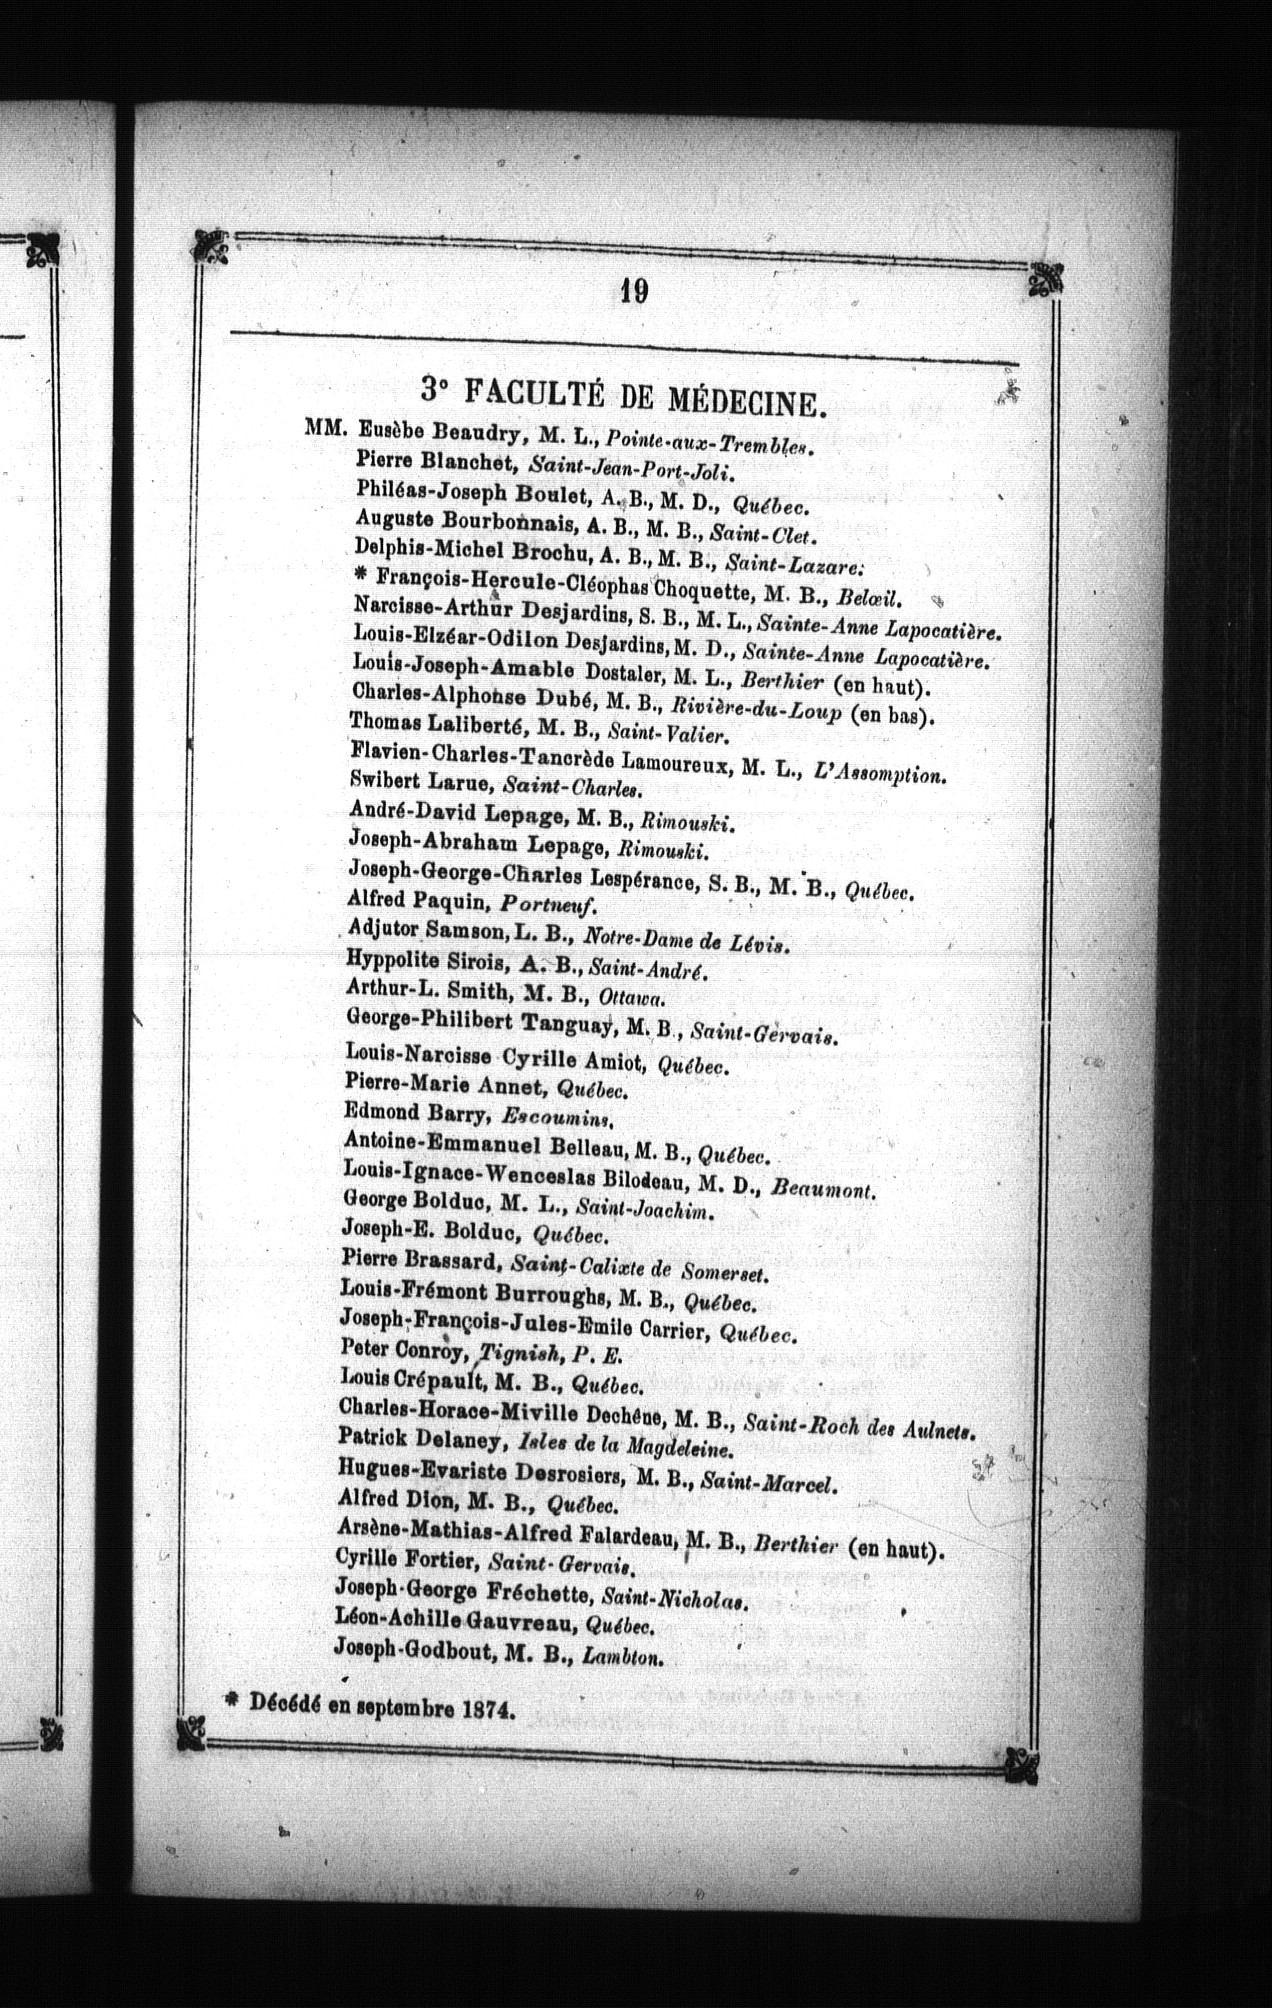 19
3° FACULTÉ DE MÉDECINE.
MM. Eusèbe Beaudry, M. L., Pointe-aux-Trembles.
Pierre Blanchet, Saint-Jean-Port-Joli.
Philéas-Joseph Boulet, A. B., M. D., Québec.
Auguste Bourbonnais, A. B., M. B., Saint-Clet.
Delphis-Michel Brochu, A. B., M. B., Saint-Lazare.
* François-Hercule-Cléophas Choquette, M. B., Belœil.
Narcisse-Arthur Desjardins, S. B., M. L., Sainte-Anne Lapocatière.
Louis-Elzéar-Odilon Desjardins, M. D., Sainte-Anne Lapocatière.
Louis-Joseph-Amable Dostaler, M. L., Berthier (en haut).
Charles-Alphonse Dubé, M. B., Rivière-du-Loup (en bas).
Thomas Laliberté, M. B., Saint-Valier.
Flavien-Charles-Tancrède Lamoureux, M. L., L'Assomption.
Swibert Larue, Saint-Charles.
André-David Lepage, M. B., Rimouski.
Joseph-Abraham Lepage, Rimouski.
Joseph-George-Charles Lespérance, S. B., M. B., Québec.
Alfred Paquin, Portneuf.
Adjutor Samson, L. B., Notre-Dame de Lévis.
Hyppolite Sirois, A. B., Saint-André.
Arthur-L. Smith, M. B., Ottawa.
George-Philibert Tanguay, M. B., Saint-Gervais.
Louis-Narcisse Cyrille Amiot, Québec.
Pierre-Marie Annet, Québec.
Edmond Barry, Escoumins.
Antoine-Emmanuel Belleau, M. B., Québec.
Louis-Ignace-Wenceslas Bilodeau, M. D., Beaumont.
George Bolduc, M. L., Saint-Joachim.
Joseph-E. Bolduc, Québec.
Pierre Brassard, Saint-Calixte de Somerset.
Louis-Frémont Burroughs, M. B., Québec.
Joseph-François-Jules-Emile Carrier, Québec.
Peter Conroy, Tignish, P. E.
Louis Crépault, M. B., Québec.
Charles-Horace-Miville Dechêne, M. B., Saint-Roch des Aulnets.
Patrick Delaney, Isles de la Magdeleine.
Hugues-Evariste Desrosiers, M. B., Saint-Marcel.
Alfred Dion, M. B., Québec.
Arsène-Mathias-Alfred Falardeau, M. B., Berthier (en haut).
Cyrille Fortier, Saint-Gervais.
Joseph-George Fréchette, Saint-Nicholas.
Léon-Achille Gauvreau, Québec.
Joseph-Godbout, M. B., Lambton.
* Décédé en septembre 1874.